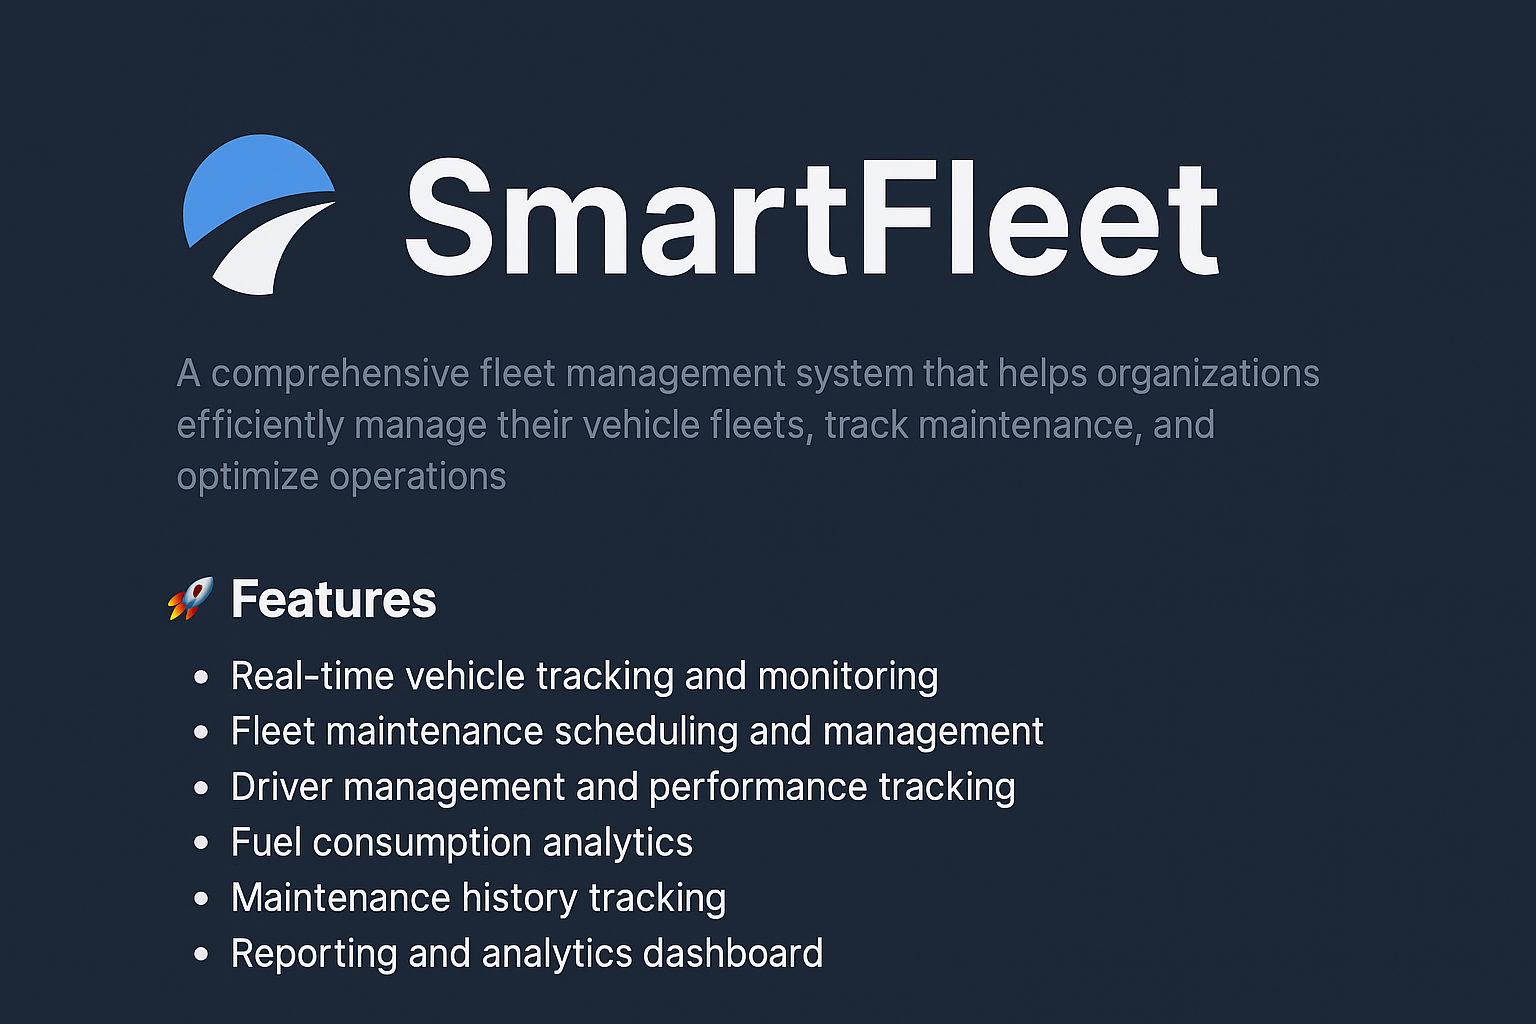 SmartFleet
A comprehensive fleet management system that helps organizations
efficiently manage their vehicle fleets, track maintenance, and
optimize operations
🚀 Features
• Real-time vehicle tracking and monitoring
• Fleet maintenance scheduling and management
• Driver management and performance tracking
• Fuel consumption analytics
• Maintenance history tracking
• Reporting and analytics dashboard